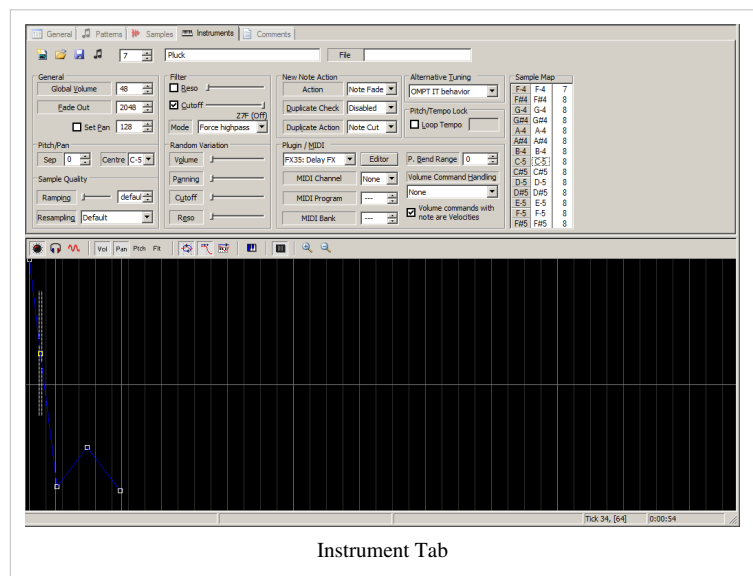 General Patterns Samples Instruments Comments
7 Pluck File
General
Global Volume 48
Fade Out 2048
Set Pan 128
Pitch/Pan
Sep 0 Centre C-5
Sample Quality
Ramping defaul
Resampling Default
Filter
Reso
Cutoff
Z7F (Off)
Mode Force highpass
Random Variation
Volume
Panning
Cutoff
Reso
New Note Action
Action Note Fade
Duplicate Check Disabled
Duplicate Action Note Cut
Plugin / MIDI
FX35: Delay FX Editor
MIDI Channel None
MIDI Program ---
MIDI Bank ---
Alternative Tuning
OMPT IT behavior
Pitch/Tempo Lock
Loop Tempo
P. Bend Range 0
Volume Command Handling
None
Volume commands with
note are Velocities
Sample Map
F-4 F-4 7
F#4 F#4 8
G-4 G-4 8
G#4 G#4 8
A-4 A-4 8
A#4 A#4 8
B-4 B-4 8
C-5 C-5 8
C#5 C#5 8
D-5 D-5 8
D#5 D#5 8
E-5 E-5 8
F-5 F-5 8
F#5 F#5 8
Vol Pan Ptch Flt
Tick 34, [64] 0:00:54
Instrument Tab